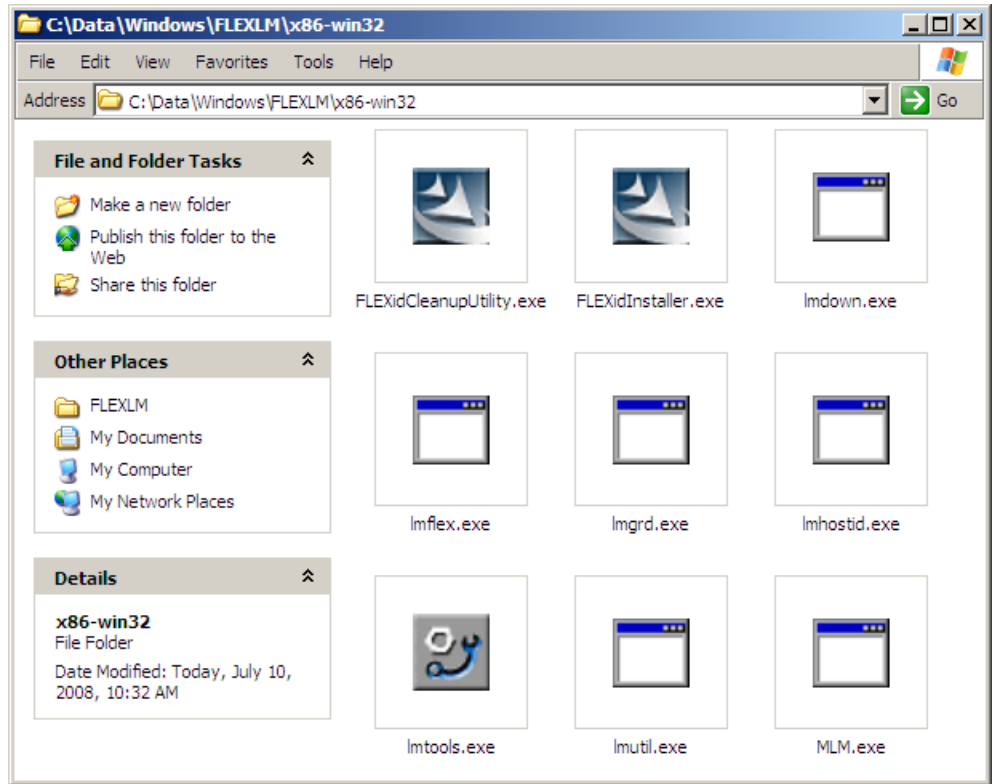 C:\Data\Windows\FLEXLM\x86-win32
File Edit View Favorites Tools Help
Address C:\Data\Windows\FLEXLM\x86-win32 Go
File and Folder Tasks
Make a new folder
Publish this folder to the
Web
Share this folder
Other Places
FLEXLM
My Documents
My Computer
My Network Places
Details
x86-win32
File Folder
Date Modified: Today, July 10,
2008, 10:32 AM
FLEXidCleanupUtility.exe FLEXidInstaller.exe lmdown.exe
lmflex.exe lmgrd.exe lmhostid.exe
lmtools.exe lmutil.exe MLM.exe